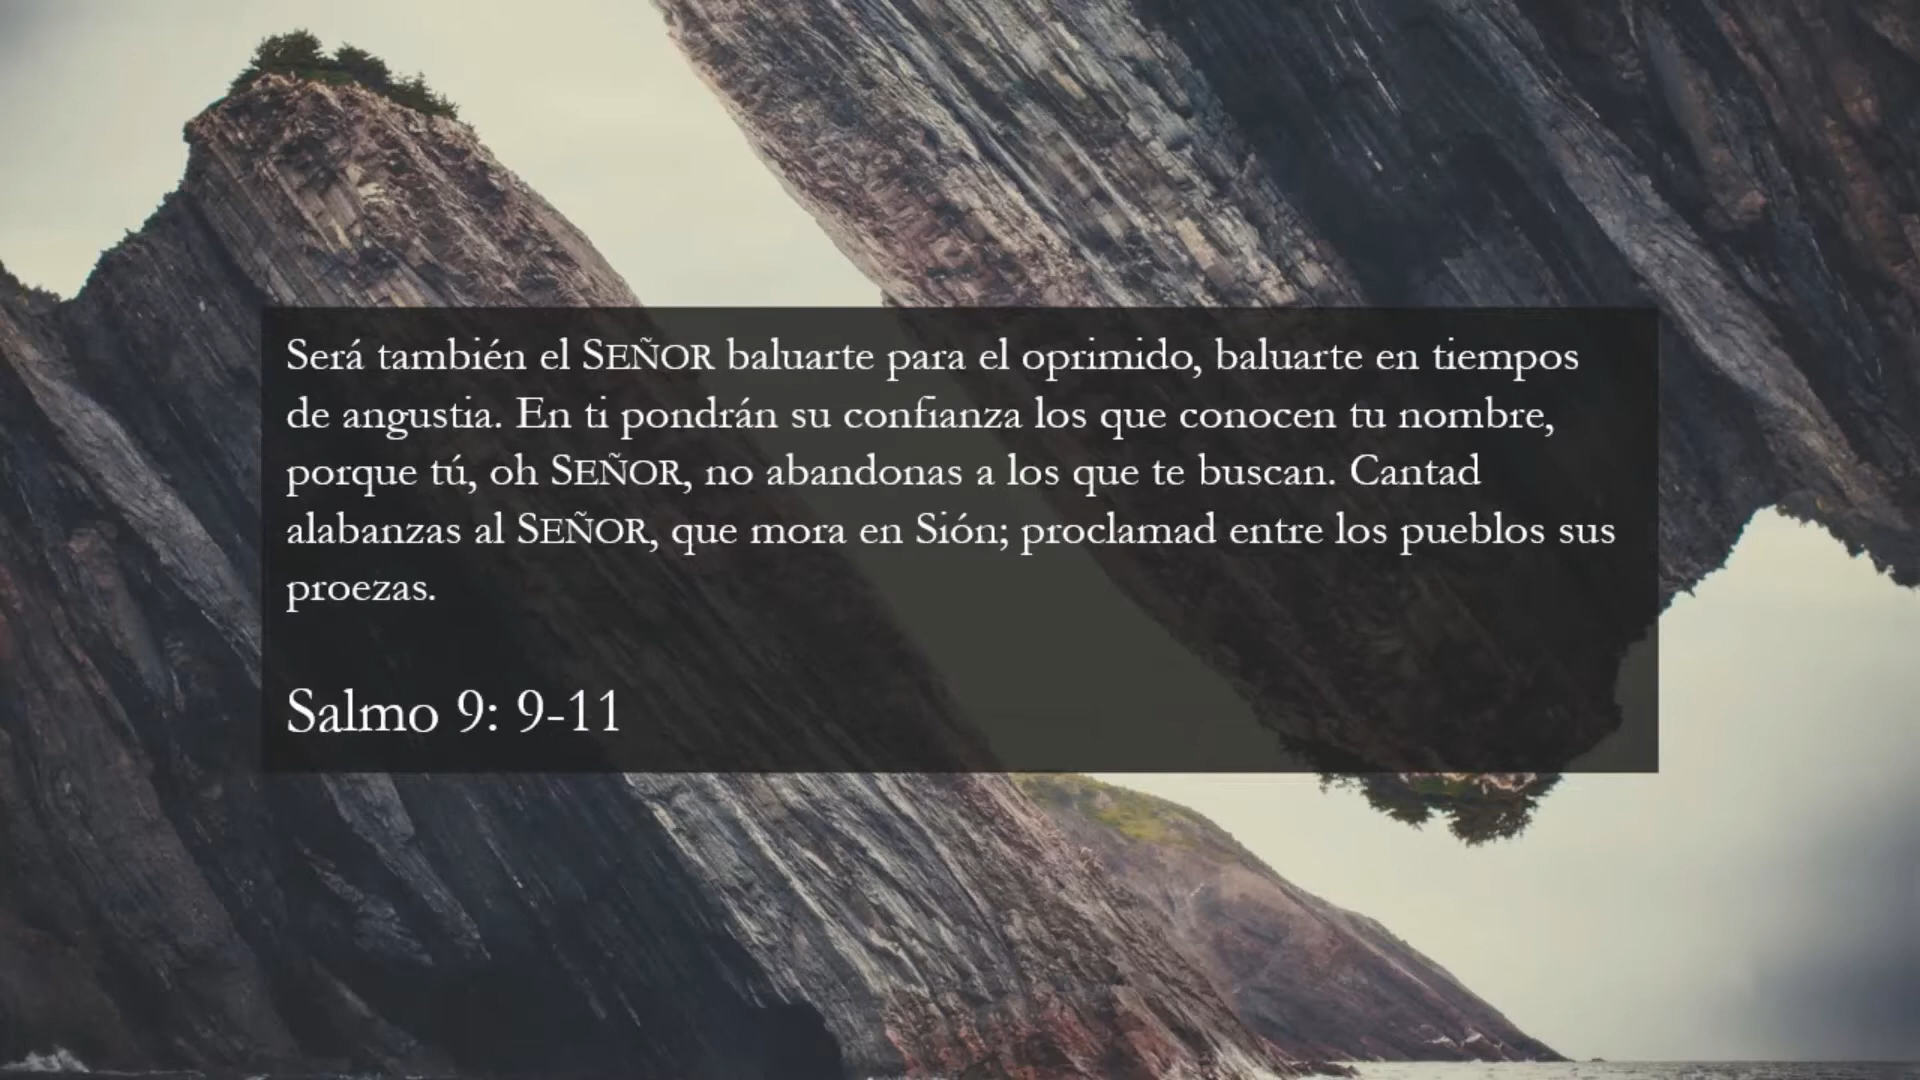 Será también el SEÑOR baluarte para el oprimido, baluarte en tiempos
de angustia. En ti pondrán su confianza los que conocen tu nombre,
porque tú, oh SEÑOR, no abandonas a los que te buscan. Cantad
alabanzas al SEÑOR, que mora en Sión; proclamad entre los pueblos sus
proezas.
Salmo 9: 9-11